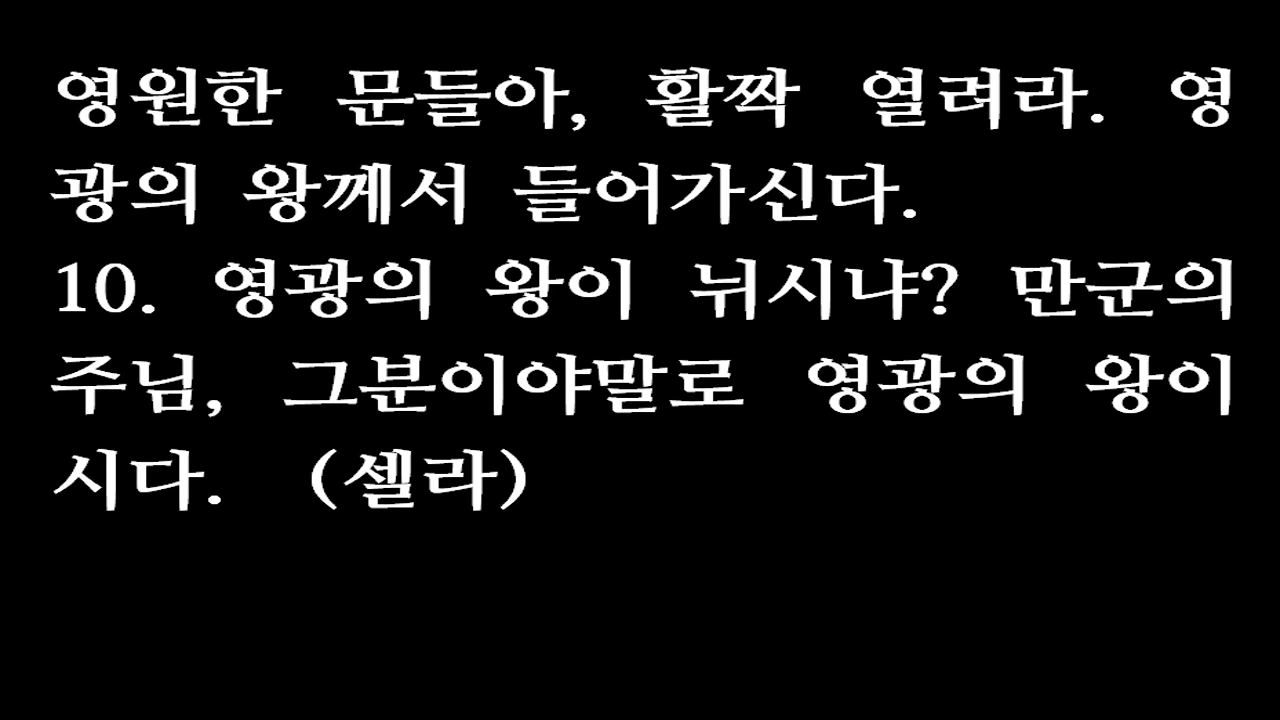 영원한 문들아, 활짝 열려라. 영
광의 왕께서 들어가신다.
10. 영광의 왕이 뉘시냐? 만군의
주님, 그분이야말로 영광의 왕이
시다. (셀라)